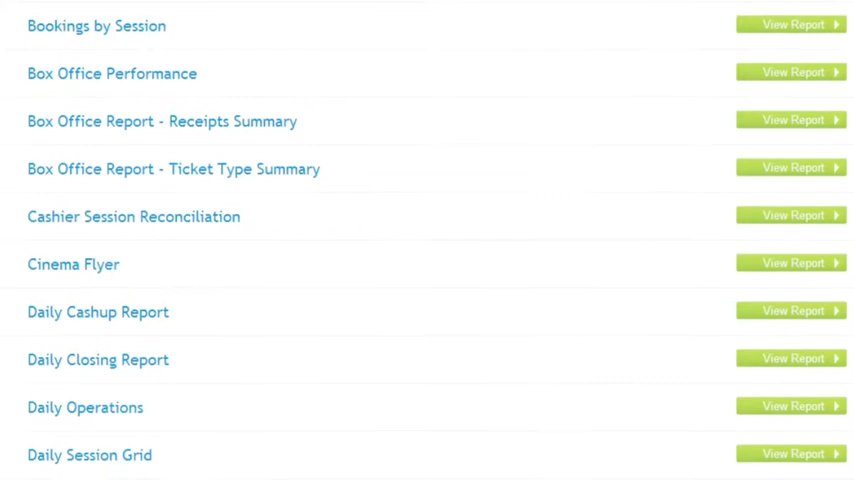 Bookings by Session View Report
Box Office Performance View Report
Box Office Report - Receipts Summary View Report
Box Office Report - Ticket Type Summary View Report
Cashier Session Reconciliation View Report
Cinema Flyer View Report
Daily Cashup Report View Report
Daily Closing Report View Report
Daily Operations View Report
Daily Session Grid View Report